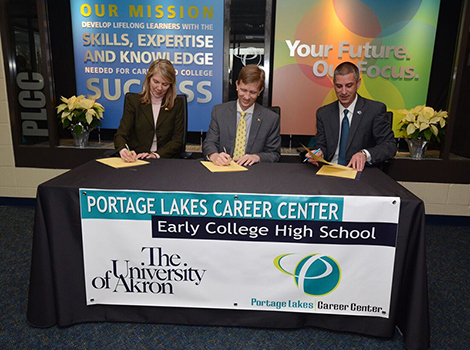 OUR MISSION
DEVELOP LIFELONG LEARNERS WITH THE
SKILLS, EXPERTISE
AND KNOWLEDGE
NEEDED FOR CAREER AND COLLEGE
SUCCESS
Your Future.
Our Focus.
PLCC
PORTAGE LAKES CAREER CENTER
Early College High School
The
University
of Akron
Portage Lakes Career Center